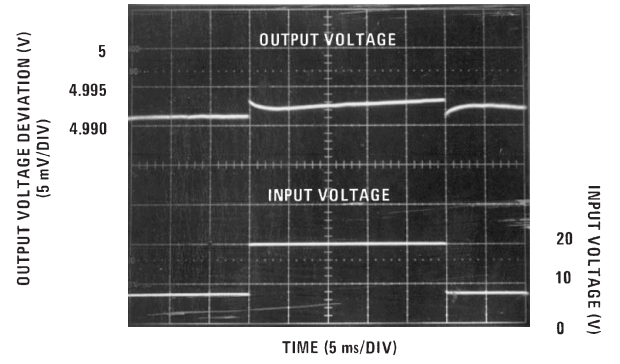 OUTPUT VOLTAGE DEVIATION (V)
(5 mV/DIV)
5
4.995
4.990
OUTPUT VOLTAGE
INPUT VOLTAGE
20
10
0
INPUT VOLTAGE (V)
TIME (5 ms/DIV)